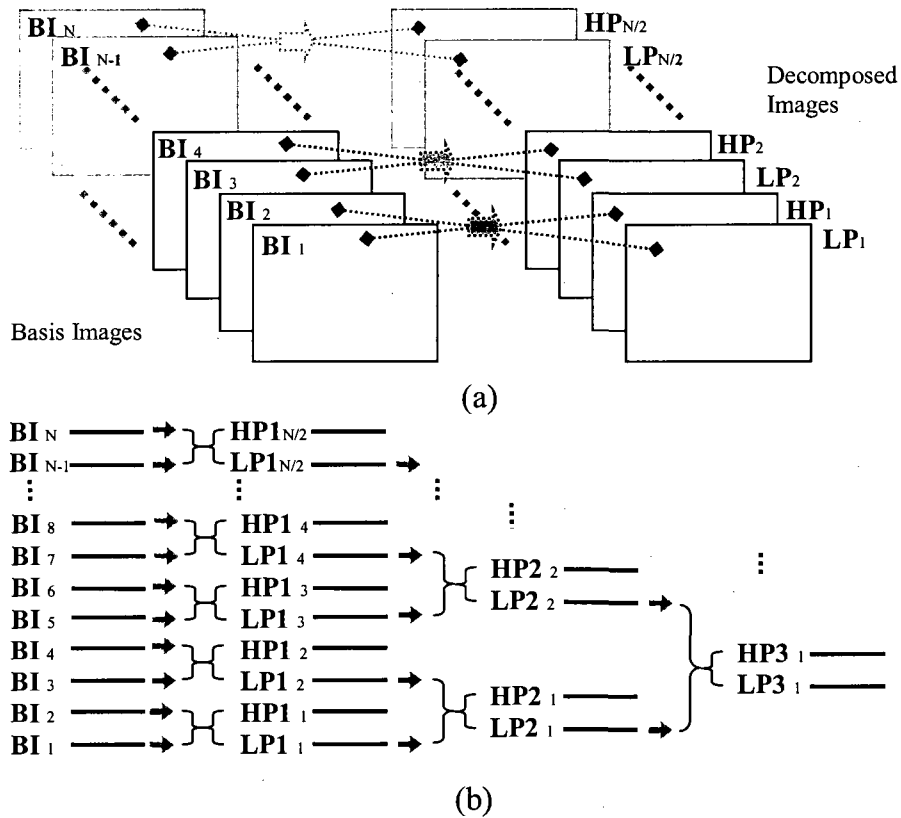 BI N
HP N/2
BI N-1
LP N/2
Decomposed
Images
BI 4
HP 2
BI 3
LP 2
BI 2
HP 1
BI 1
LP 1
Basis Images
(a)
BI N
HP1 N/2
BI N-1
LP1 N/2
BI 8
HP1 4
BI 7
LP1 4
BI 6
HP1 3
HP2 2
BI 5
LP1 3
LP2 2
BI 4
HP1 2
HP3 1
BI 3
LP1 2
LP3 1
BI 2
HP1 1
HP2 1
BI 1
LP1 1
LP2 1
(b)